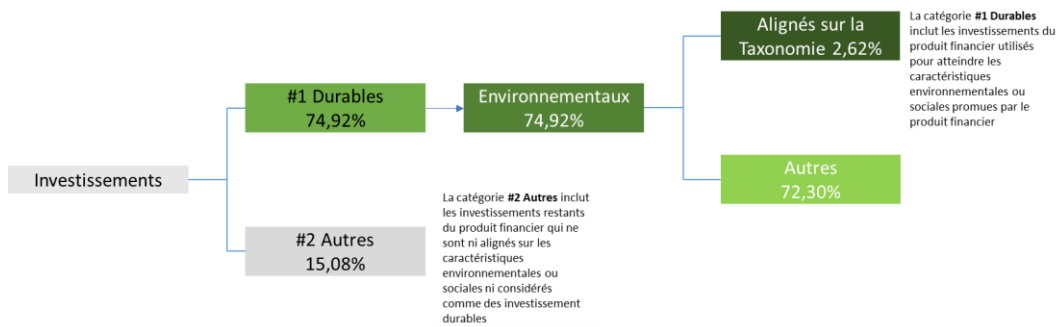 Investissements
#1 Durables
74,92%
#2 Autres
15,08%
Environnementaux
74,92%
La catégorie #2 Autres inclut
les investissements restants
du produit financier qui ne
sont ni alignés sur les
caractéristiques
environnementales ou
sociales ni considérés
comme des investissement
durables
Alignés sur la
Taxonomie 2,62%
Autres
72,30%
La catégorie #1 Durables
inclut les investissements du
produit financier utilisés
pour atteindre les
caractéristiques
environnementales ou
sociales promues par le
produit financier